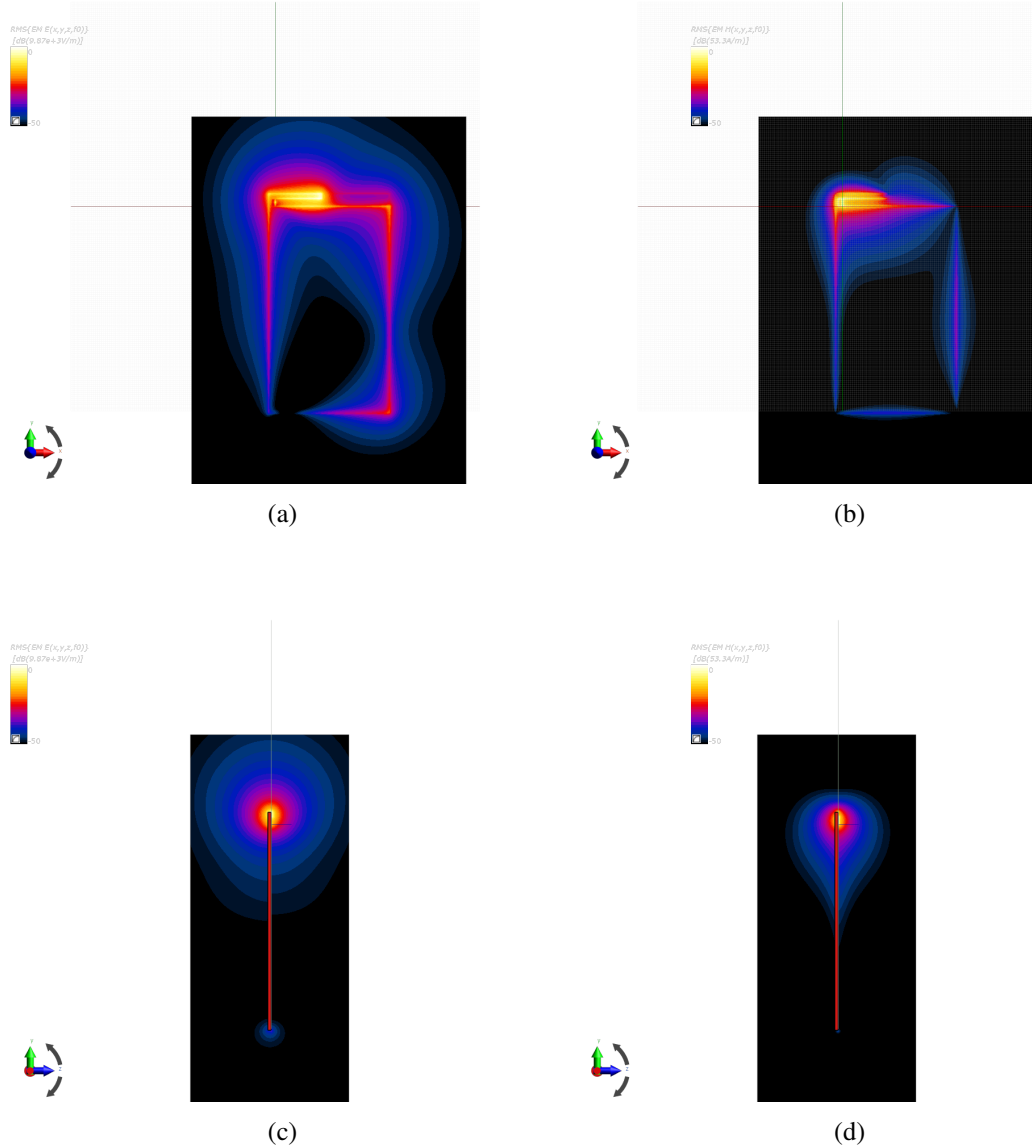 RMS{EM E(x,y,z,f0)}
[dB(9.87e+3V/m)]
0
-50
y
x
(a)
RMS{EM H(x,y,z,f0)}
[dB(53.3A/m)]
0
-50
y
x
(b)
RMS{EM E(x,y,z,f0)}
[dB(9.87e+3V/m)]
0
-50
y
z
(c)
RMS{EM H(x,y,z,f0)}
[dB(53.3A/m)]
0
-50
y
z
(d)